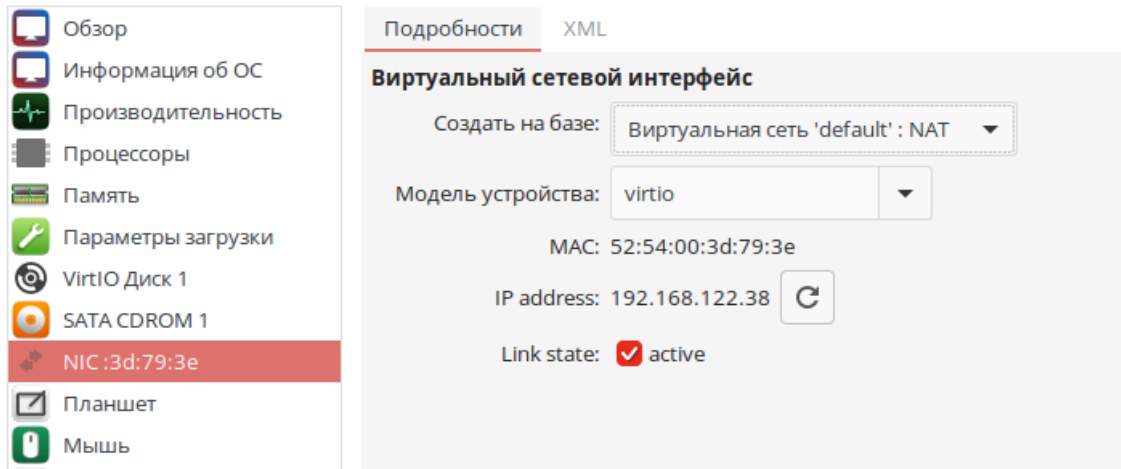 Обзор
Информация об ОС
Производительность
Процессоры
Память
Параметры загрузки
VirtIO Диск 1
SATA CDROM 1
NIC :3d:79:3e
Планшет
Мышь
Подробности XML
Виртуальный сетевой интерфейс
Создать на базе: Виртуальная сеть 'default' : NAT
Модель устройства: virtio
MAC: 52:54:00:3d:79:3e
IP address: 192.168.122.38
Link state: active